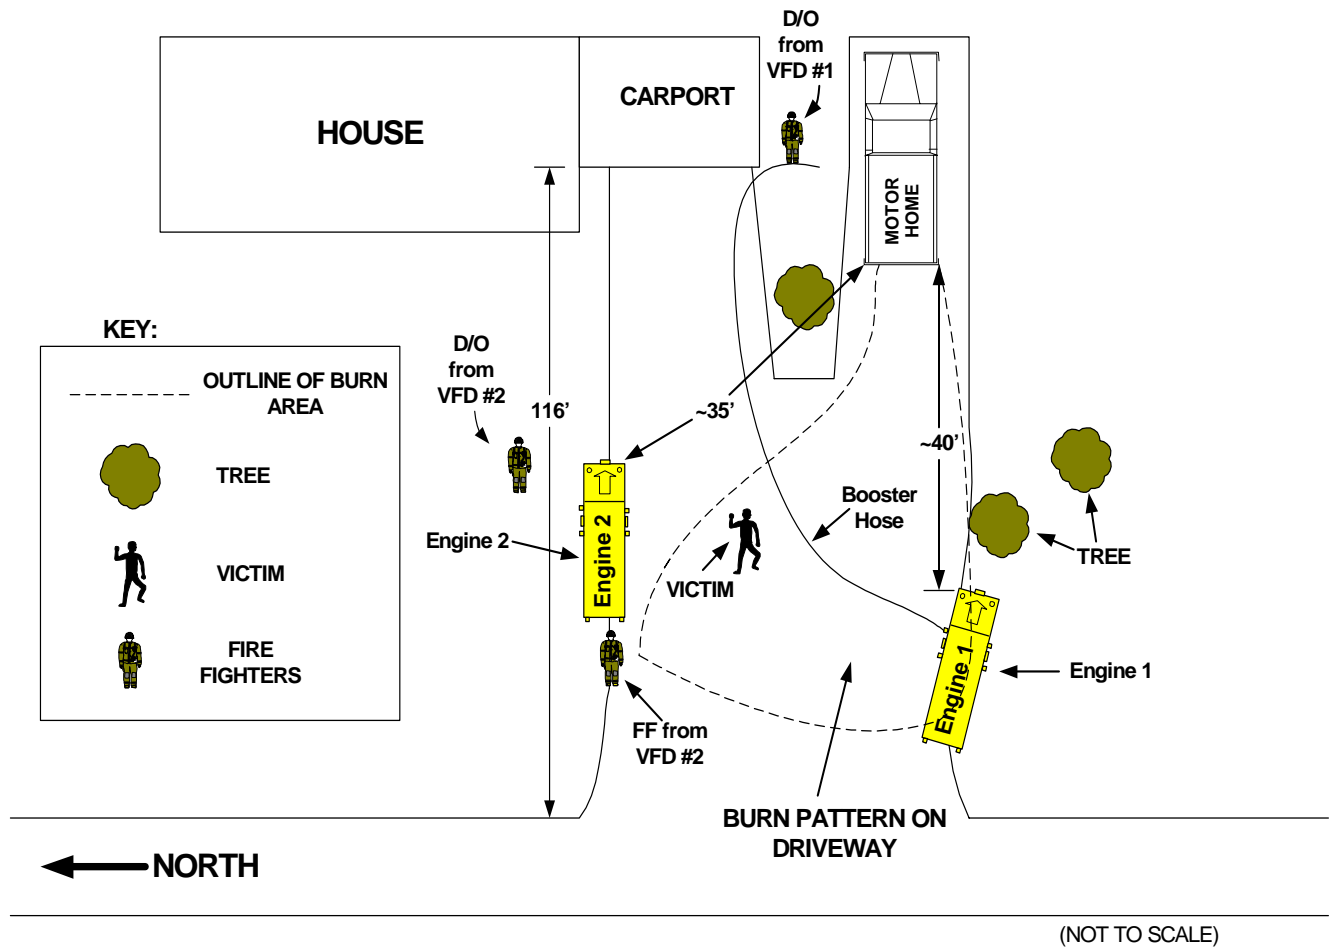 D/O
from
VFD #1
CARPORT
HOUSE
MOTOR
HOME
KEY:
OUTLINE OF BURN
AREA
TREE
VICTIM
FIRE
FIGHTERS
D/O
from
VFD #2
116’
~35’
~40’
Engine 2
Engine 2
Booster
Hose
VICTIM
TREE
Engine 1
Engine 1
FF from
VFD #2
BURN PATTERN ON
DRIVEWAY
NORTH
(NOT TO SCALE)